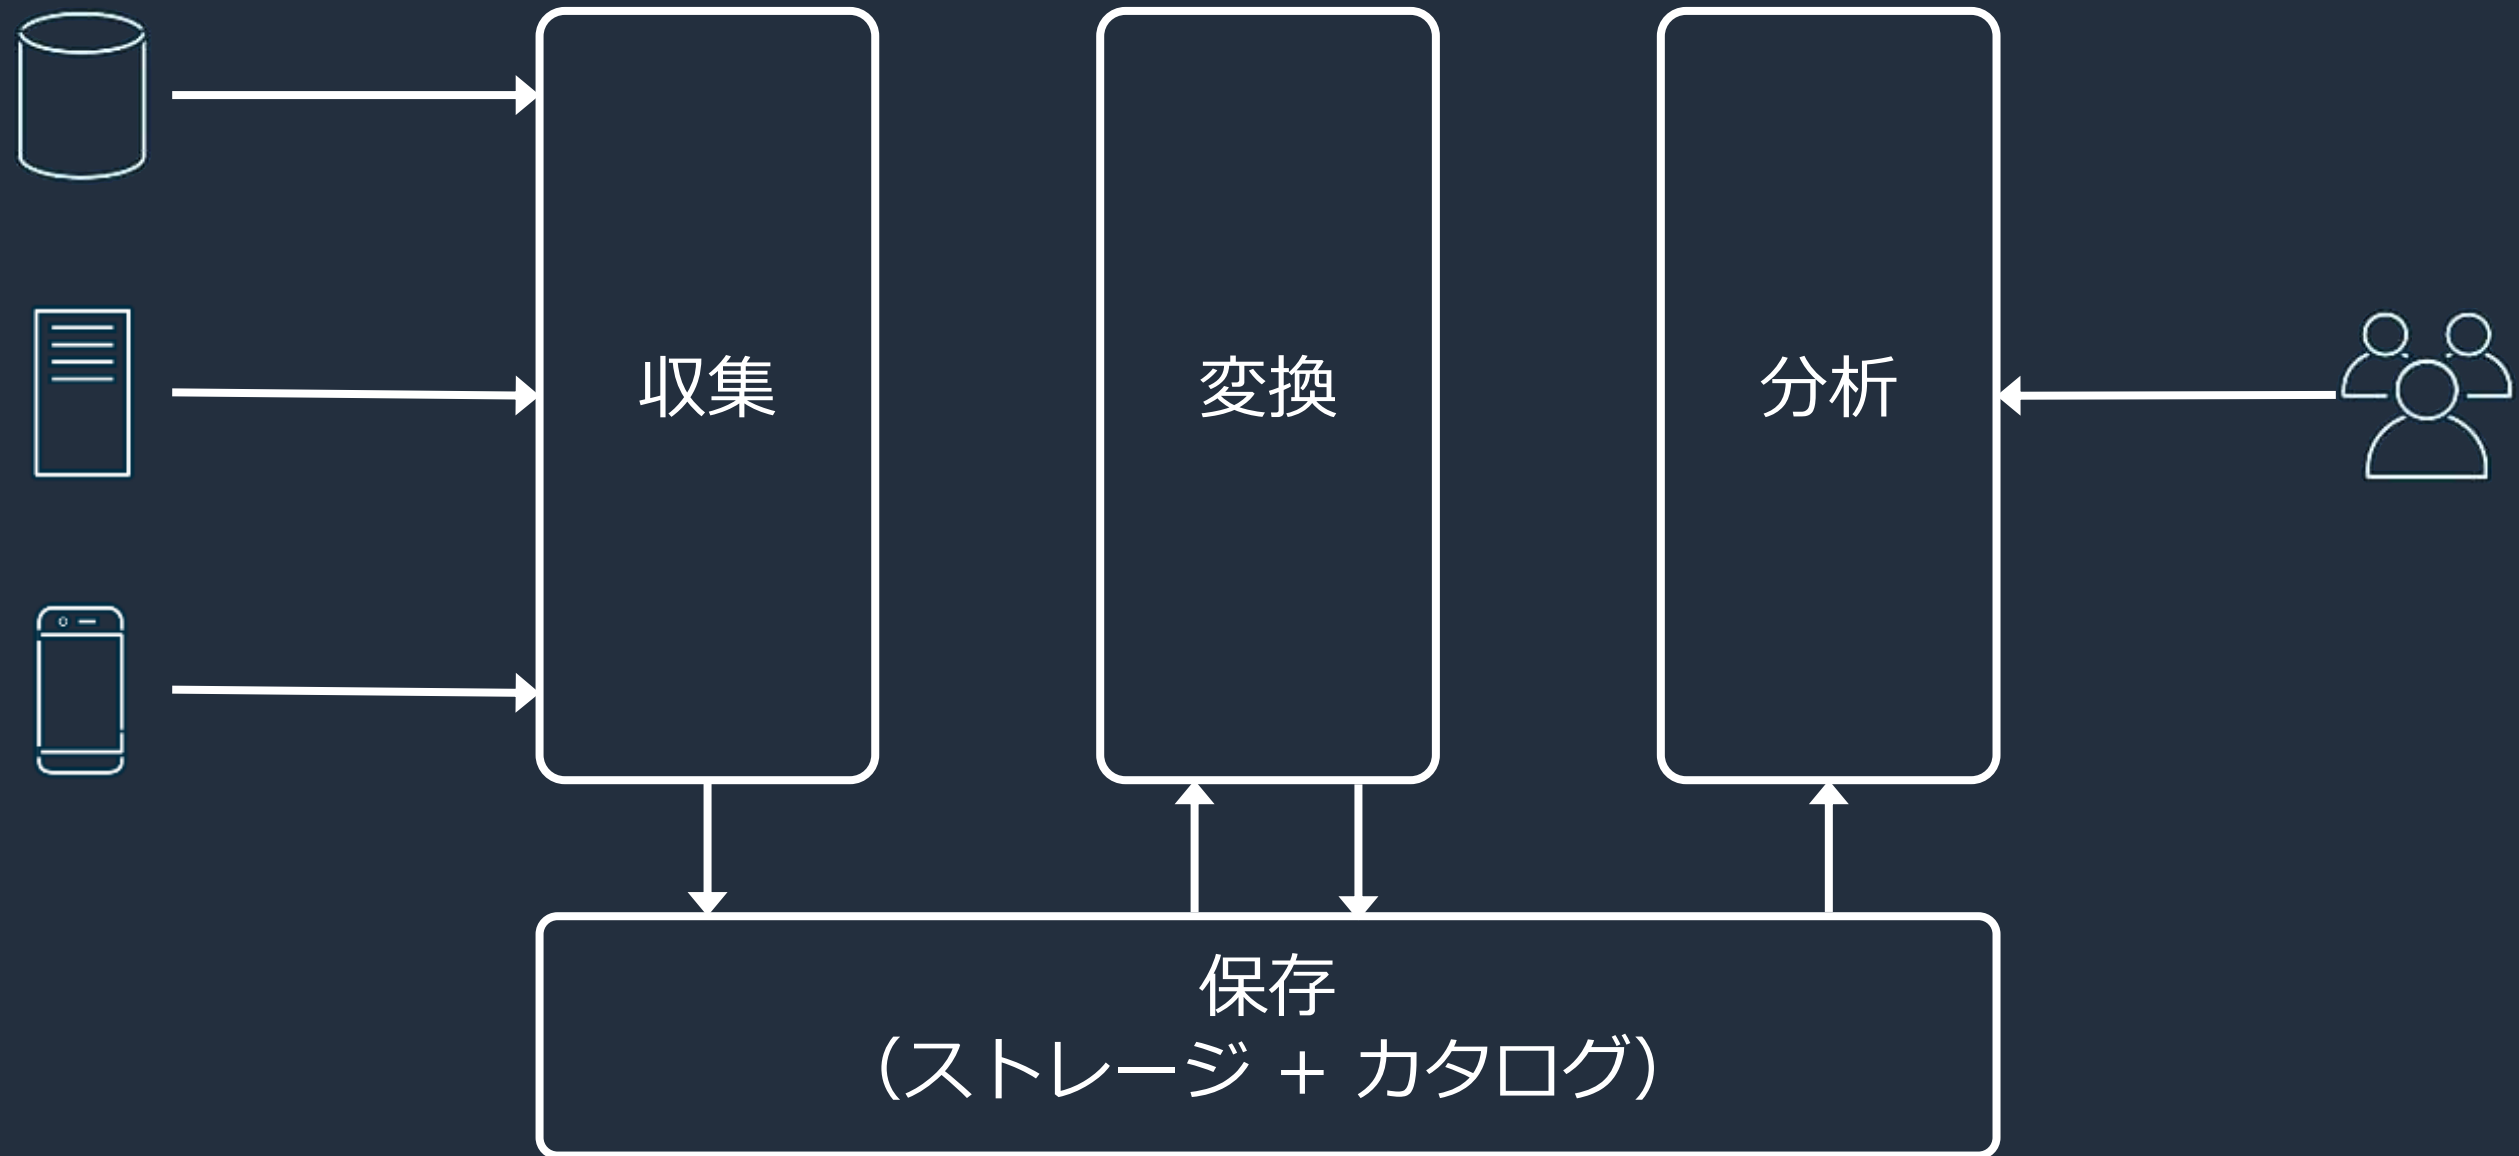 収集
変換
分析
保存
（ストレージ + カタログ）